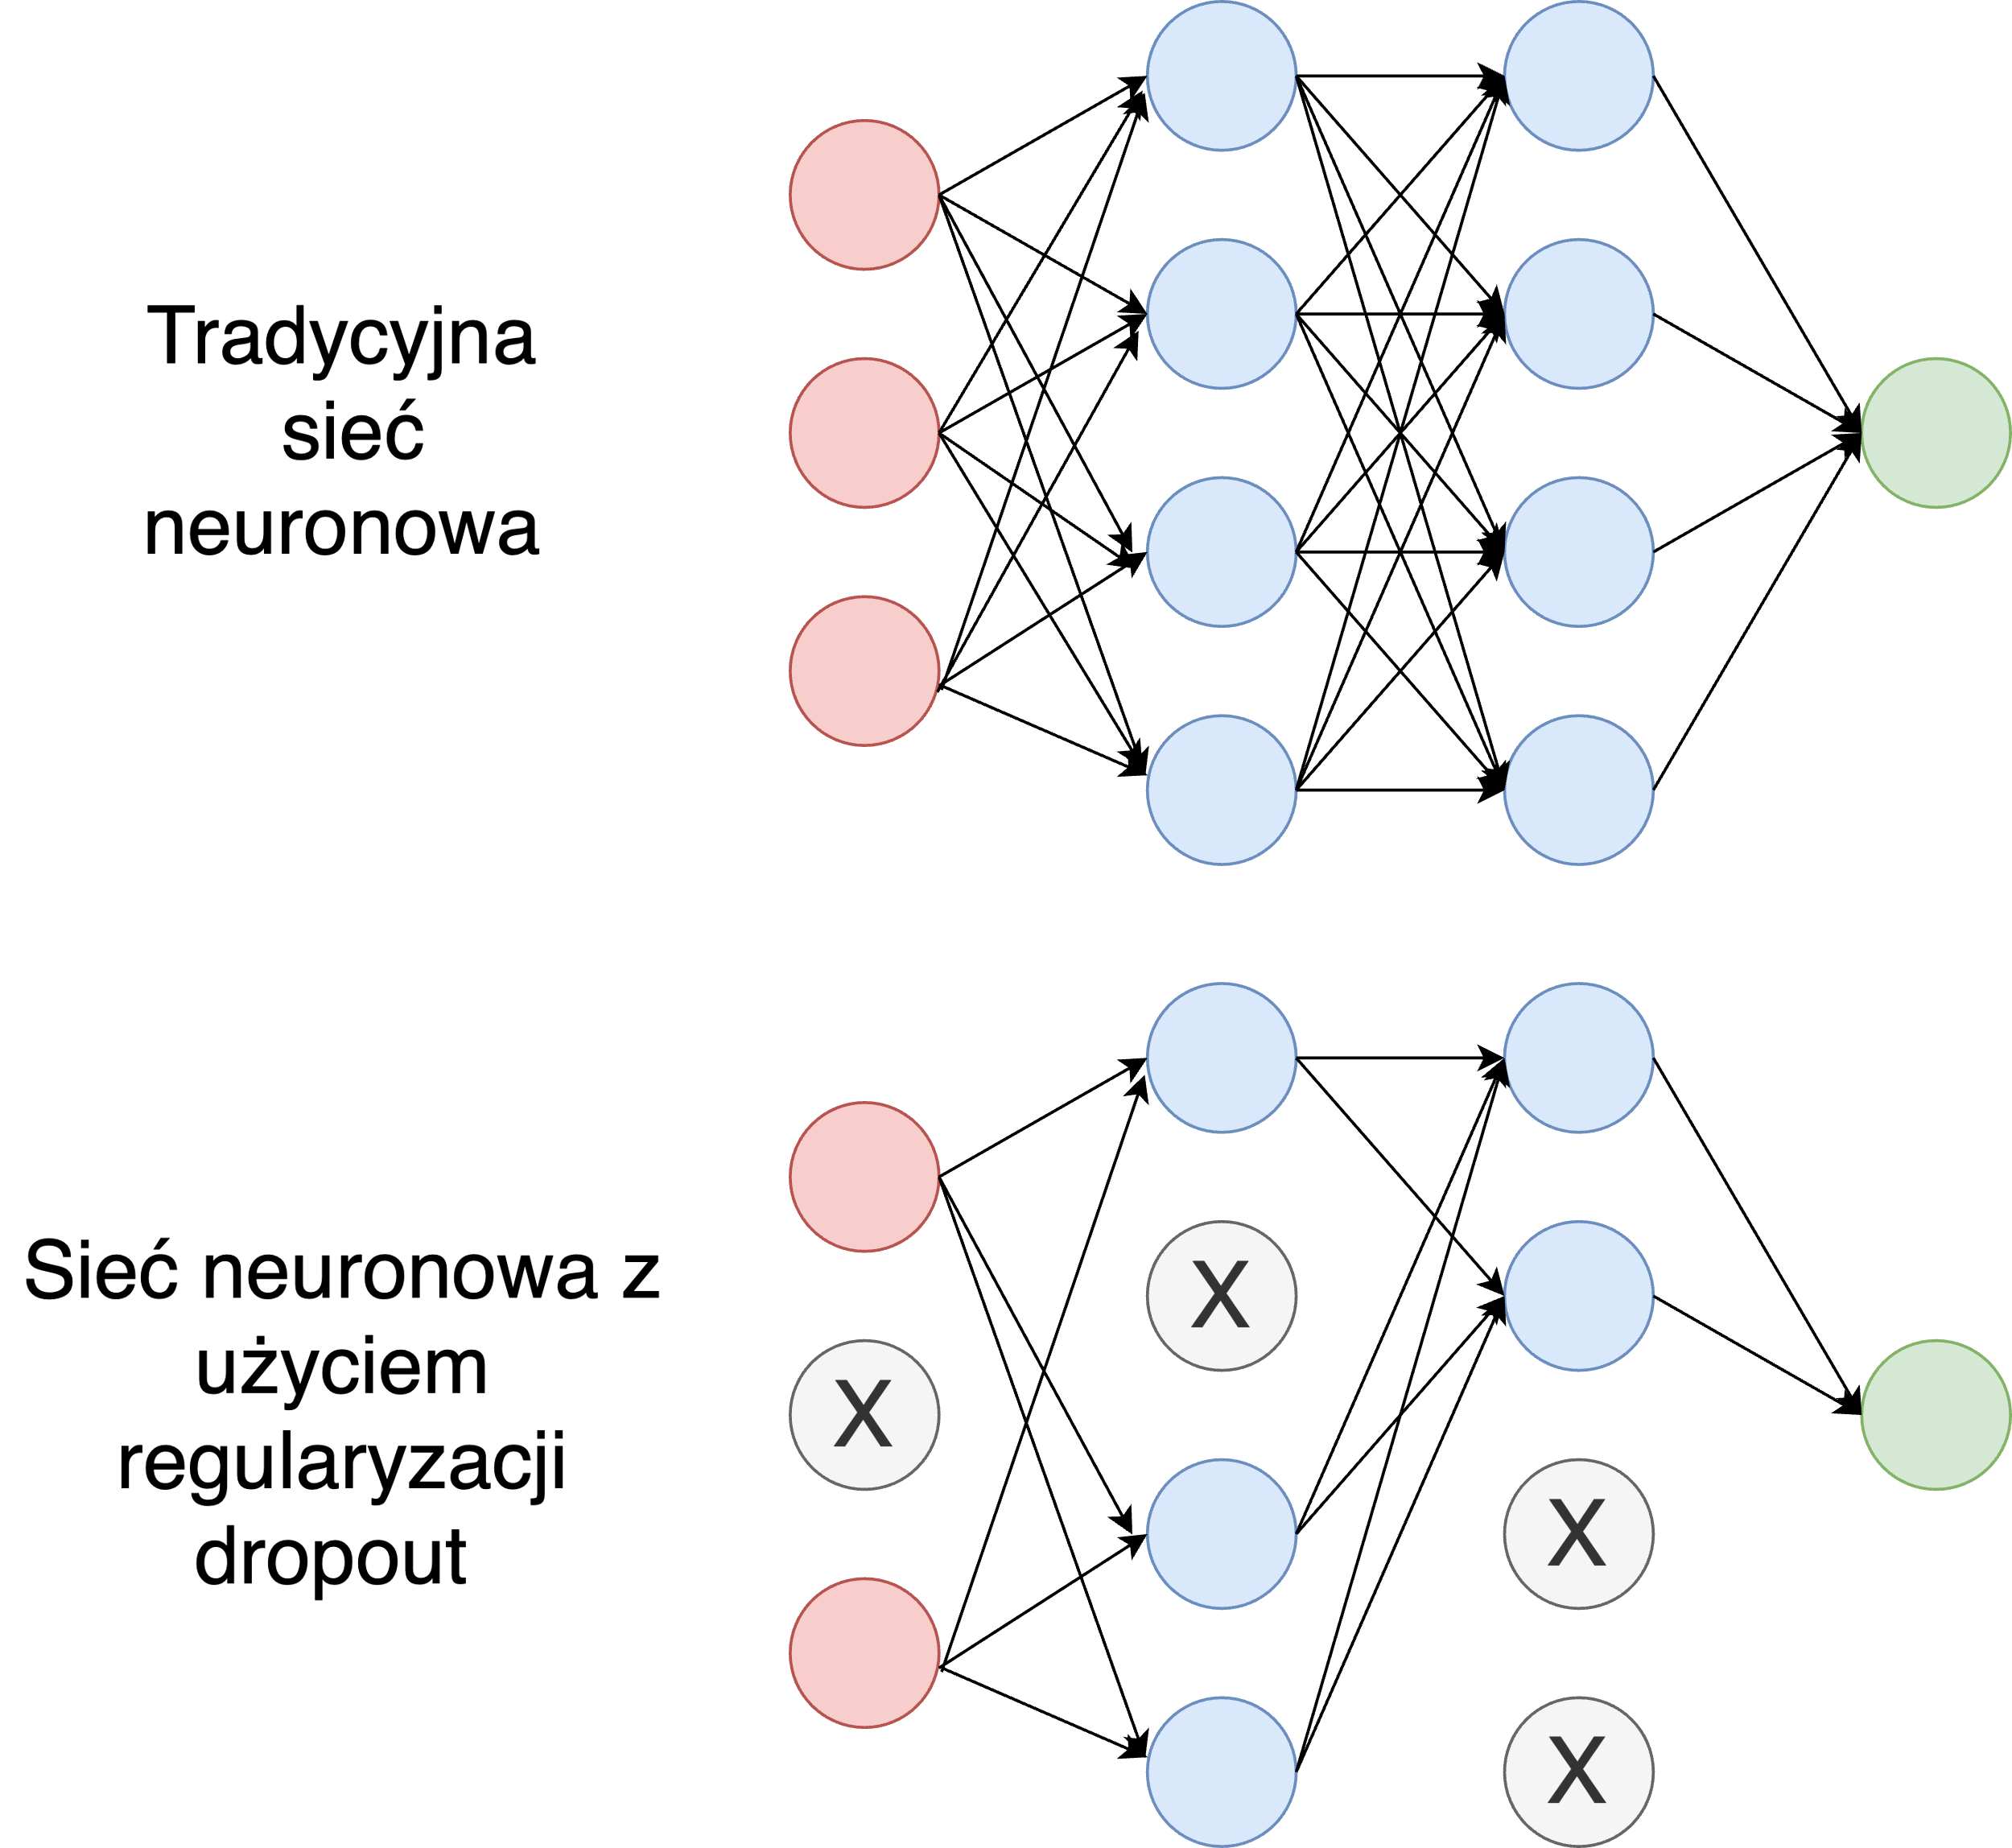 Tradycyjna
sieć
neuronowa
Sieć neuronowa z
użyciem
regularyzacji
dropout
X
X
X
X